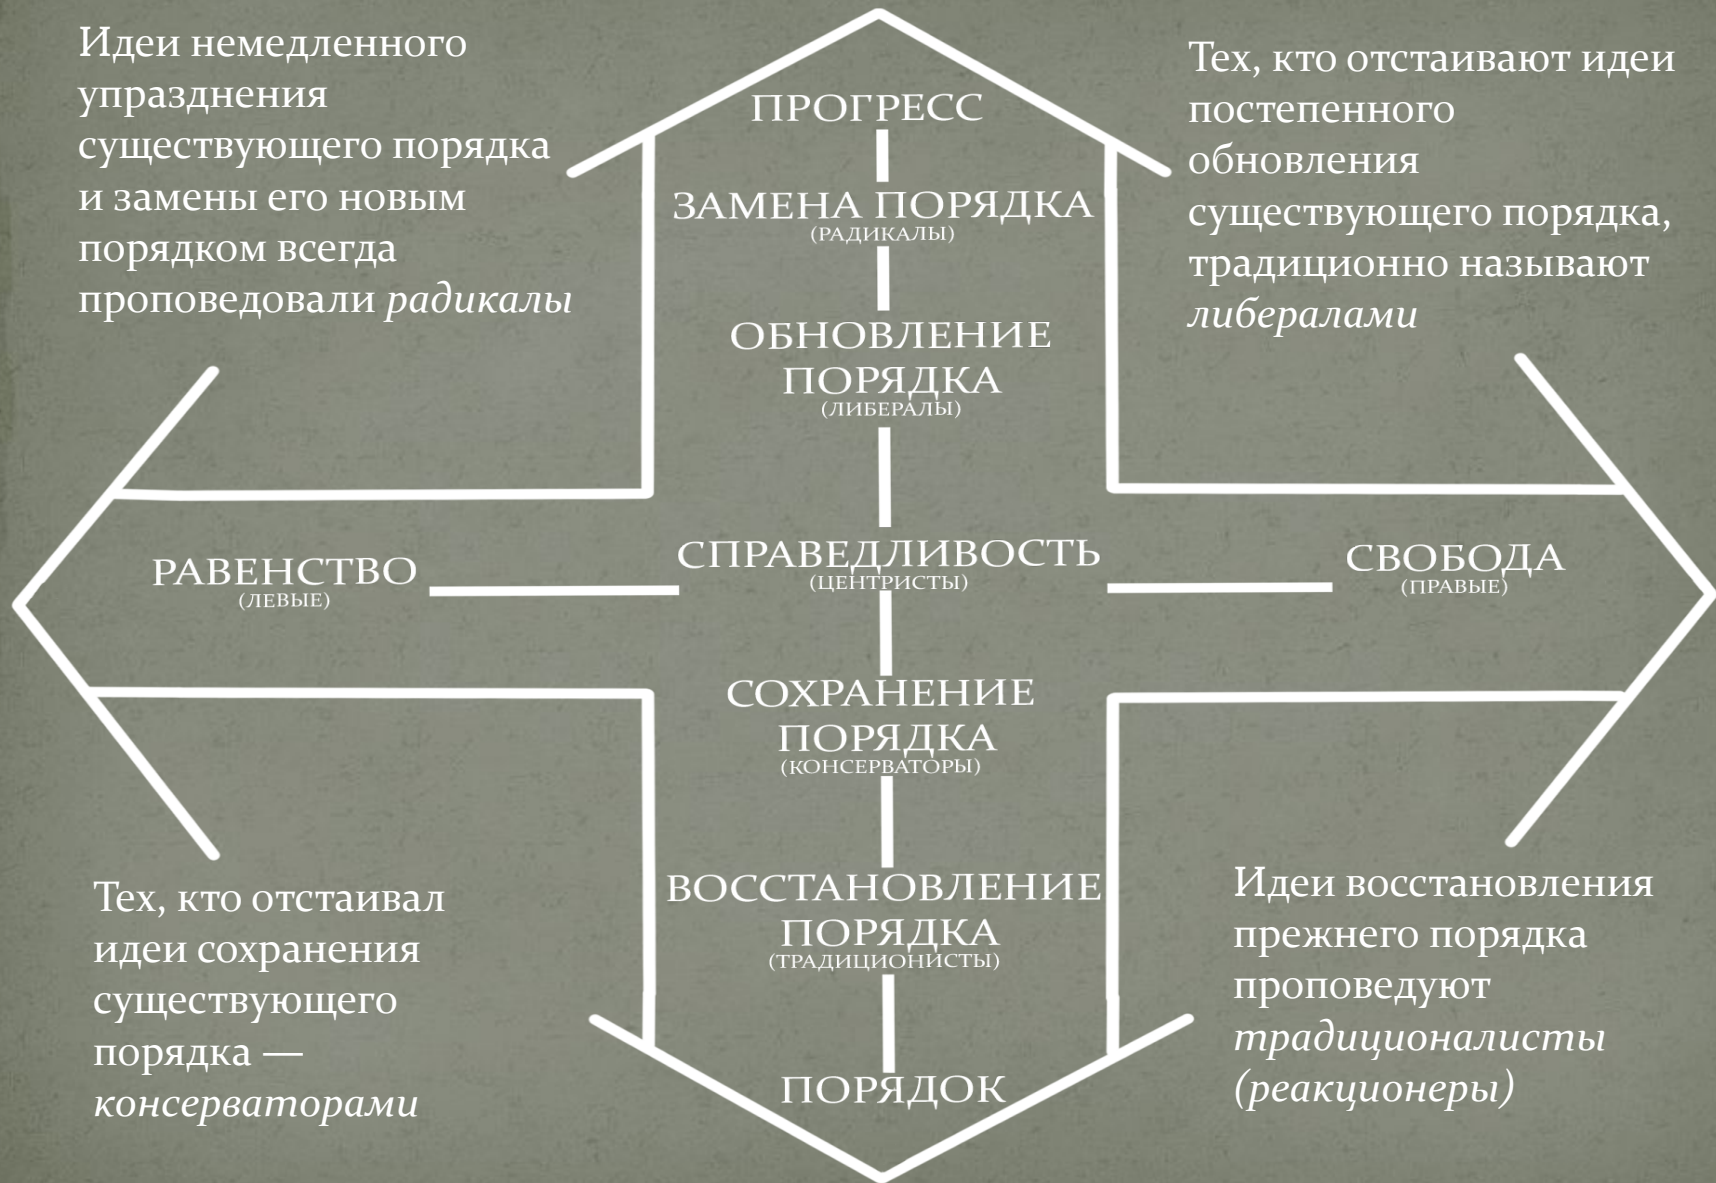 Идеи немедленного
упразднения
существующего порядка
и замены его новым
порядком всегда
проповедовали радикалы
Тех, кто отстаивают идеи
постепенного
обновления
существующего порядка,
традиционно называют
либералами
ПРОГРЕСС
ЗАМЕНА ПОРЯДКА
(РАДИКАЛЫ)
ОБНОВЛЕНИЕ
ПОРЯДКА
(ЛИБЕРАЛЫ)
РАВЕНСТВО
(ЛЕВЫЕ)
СПРАВЕДЛИВОСТЬ
(ЦЕНТРИСТЫ)
СВОБОДА
(ПРАВЫЕ)
СОХРАНЕНИЕ
ПОРЯДКА
(КОНСЕРВАТОРЫ)
ВОССТАНОВЛЕНИЕ
ПОРЯДКА
(ТРАДИЦИОНИСТЫ)
ПОРЯДОК
Тех, кто отстаивал
идеи сохранения
существующего
порядка —
консерваторами
Идеи восстановления
прежнего порядка
проповедуют
традиционалисты
(реакционеры)